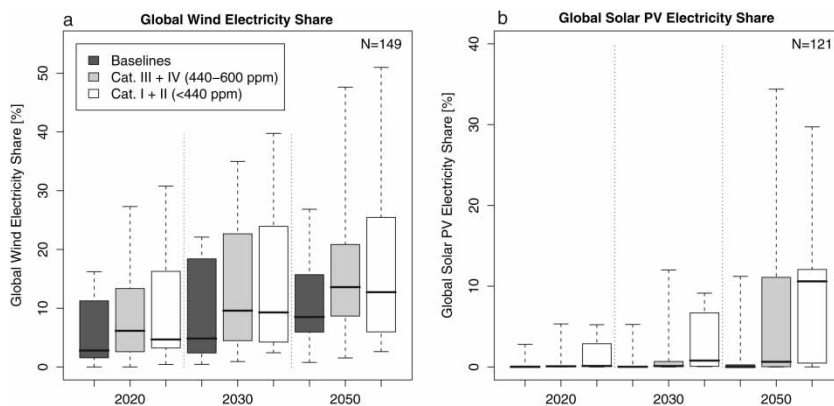 a
Global Wind Electricity Share
N=149
Baselines
Cat. III + IV (440–600 ppm)
Cat. I + II (<440 ppm)
Global Wind Electricity Share [%]
50
40
30
20
10
0
2020
2030
2050
b
Global Solar PV Electricity Share
N=121
Global Solar PV Electricity Share [%]
40
30
20
10
0
2020
2030
2050